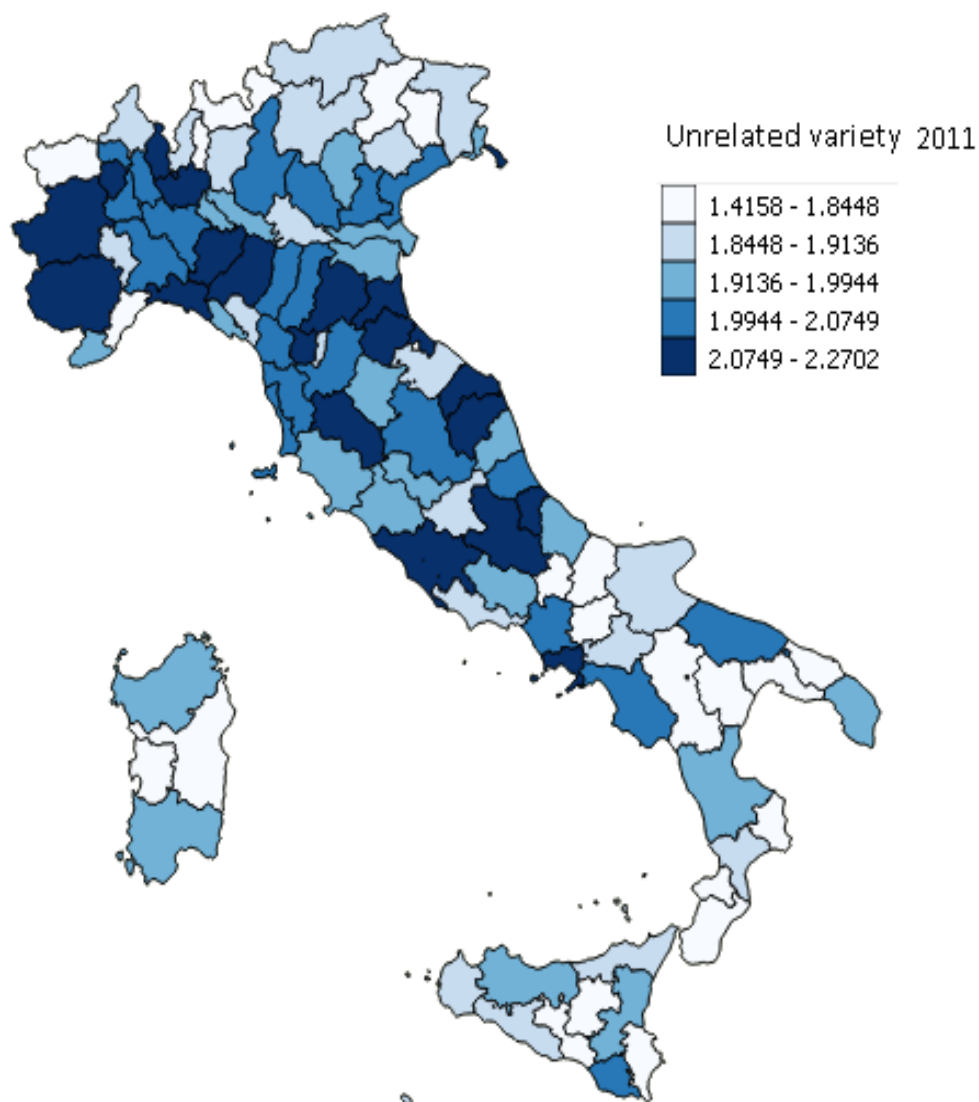 Unrelated variety 2011
1.4158 - 1.8448
1.8448 - 1.9136
1.9136 - 1.9944
1.9944 - 2.0749
2.0749 - 2.2702